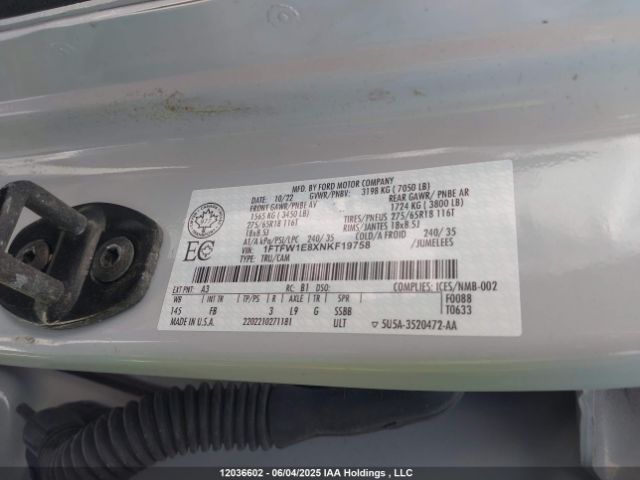 MFD. BY FORD MOTOR COMPANY
DATE: 10/22 GVWR/PNBV: 3198 KG ( 7050 LB)
FRONT GAWR/PNBE AV REAR GAWR/ PNBE AR
1565 KG ( 3450 LB) 1724 KG ( 3800 LB)
275/65R18 116T TIRES/PNEUS 275/65R18 116T
18x8.5J RIMS/JANTES 18x8.5J
AT/À kPa/PSI/LPC 240/ 35 COLD/A FROID 240/ 35
VIN: 1FTFW1E8XNKF19758 /JUMELEES
TYPE: TRU/CAM
EC
EXT PNT: A3 RC: B1 DSO: COMPLIES: ICES/NMB-002
WB INT TR TP/PS R AXLE TR SPR F0088
145 FB 3 L9 G SSBB T0633
MADE IN U.S.A. 2202210271181 ULT 5U5A-3520472-AA
12036602 - 06/04/2025 IAA Holdings , LLC